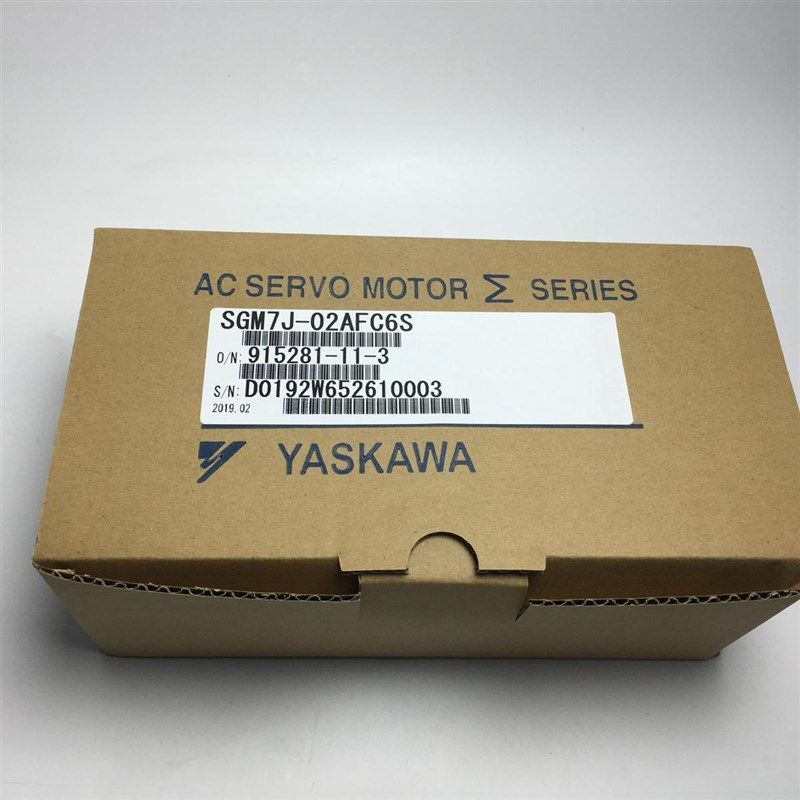 AC SERVO MOTOR Σ SERIES
SGM7J-02AFC6S
O/N: 915281-11-3
S/N: D0192W652610003
2019.02
YASKAWA